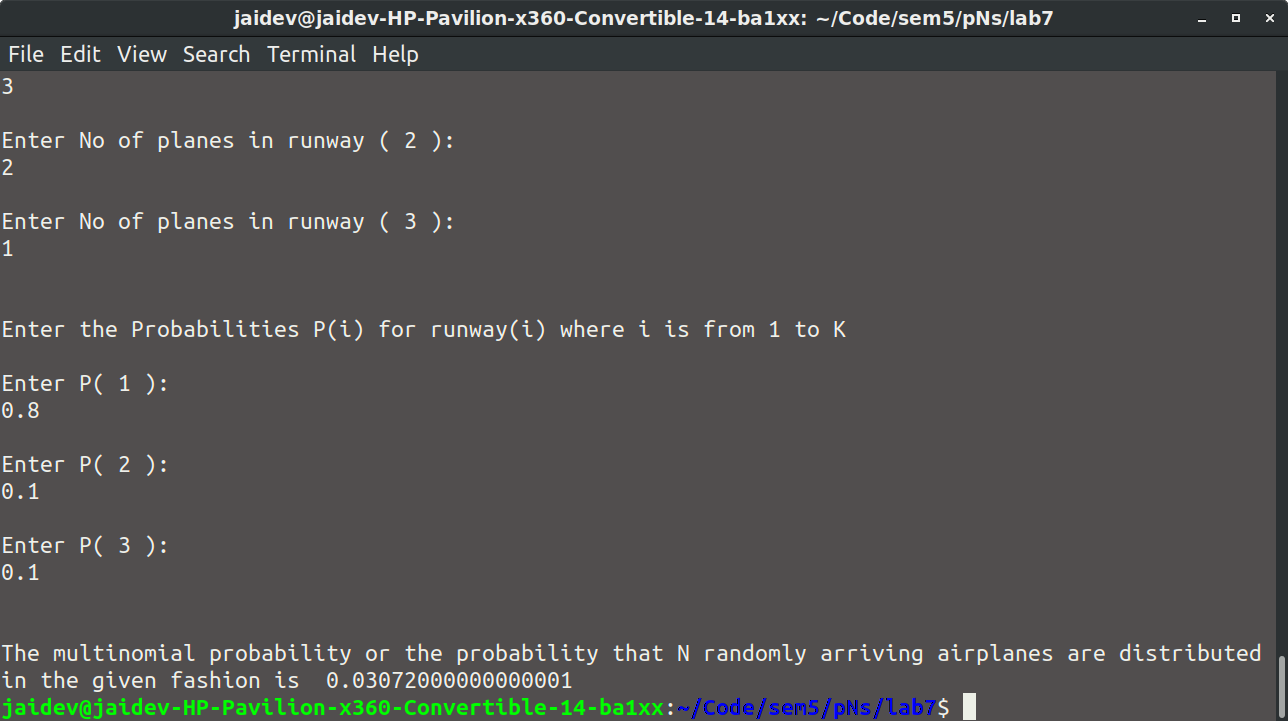 jaidev@jaidev-HP-Pavilion-x360-Convertible-14-ba1xx: ~/Code/sem5/pNs/lab7
File Edit View Search Terminal Help
3
Enter No of planes in runway ( 2 ):
2
Enter No of planes in runway ( 3 ):
1
Enter the Probabilities P(i) for runway(i) where i is from 1 to K
Enter P( 1 ):
0.8
Enter P( 2 ):
0.1
Enter P( 3 ):
0.1
The multinomial probability or the probability that N randomly arriving airplanes are distributed
in the given fashion is  0.03072000000000001
jaidev@jaidev-HP-Pavilion-x360-Convertible-14-ba1xx:~/Code/sem5/pNs/lab7$